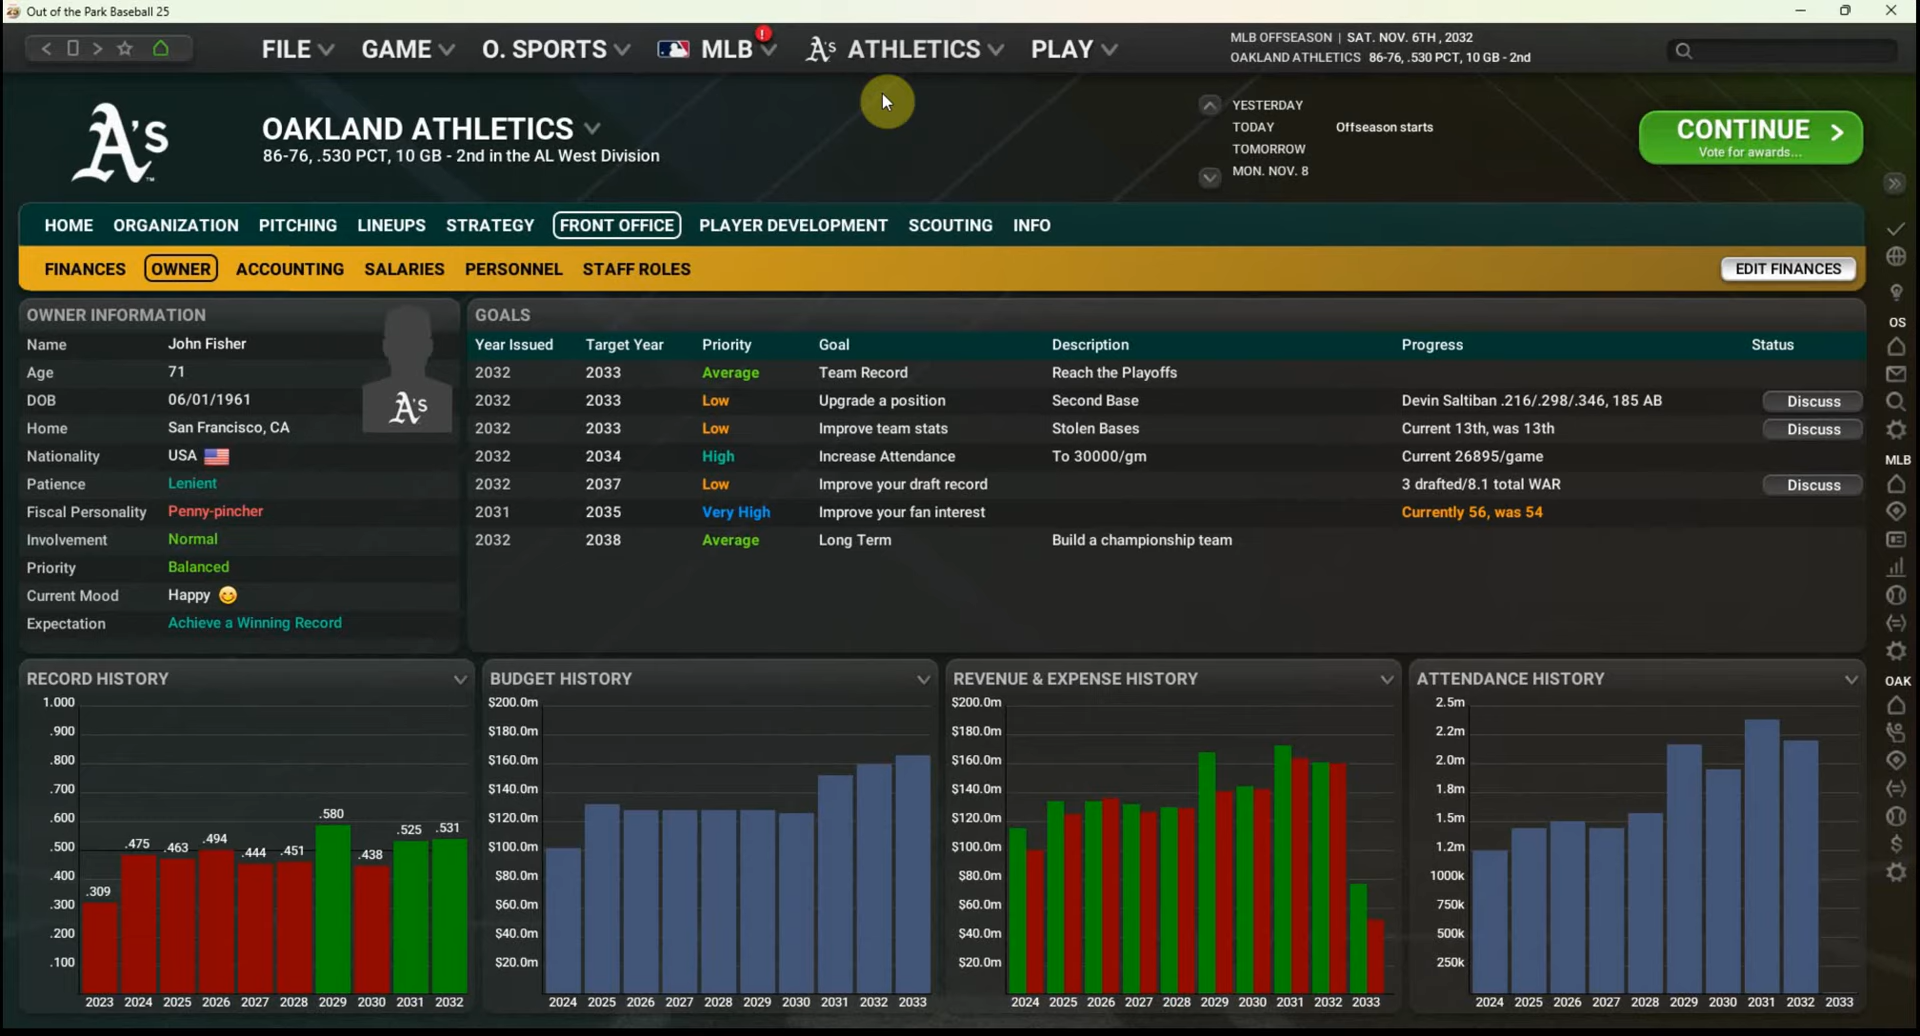 Out of the Park Baseball 25
FILE GAME O. SPORTS MLB ! A's ATHLETICS PLAY
MLB OFFSEASON | SAT. NOV. 6TH , 2032
OAKLAND ATHLETICS 86-76, .530 PCT, 10 GB - 2nd
A's
OAKLAND ATHLETICS
86-76, .530 PCT, 10 GB - 2nd in the AL West Division
YESTERDAY
TODAY Offseason starts
TOMORROW
MON. NOV. 8
CONTINUE
Vote for awards...
HOME ORGANIZATION PITCHING LINEUPS STRATEGY FRONT OFFICE PLAYER DEVELOPMENT SCOUTING INFO
FINANCES OWNER ACCOUNTING SALARIES PERSONNEL STAFF ROLES EDIT FINANCES
OWNER INFORMATION
Name John Fisher
Age 71
DOB 06/01/1961
Home San Francisco, CA
Nationality USA
Patience Lenient
Fiscal Personality Penny-pincher
Involvement Normal
Priority Balanced
Current Mood Happy
Expectation Achieve a Winning Record
A's
GOALS
Year Issued Target Year Priority Goal Description Progress Status
2032 2033 Average Team Record Reach the Playoffs
2032 2033 Low Upgrade a position Second Base Devin Saltiban .216/.298/.346, 185 AB Discuss
2032 2033 Low Improve team stats Stolen Bases Current 13th, was 13th Discuss
2032 2034 High Increase Attendance To 30000/gm Current 26895/game
2032 2037 Low Improve your draft record 3 drafted/8.1 total WAR Discuss
2031 2035 Very High Improve your fan interest Currently 56, was 54
2032 2038 Average Long Term Build a championship team
OS
MLB
OAK
RECORD HISTORY
1.000
.900
.800
.700
.600
.500
.400
.300
.200
.100
.309 .475 .463 .494 .444 .451 .580 .438 .525 .531
2023 2024 2025 2026 2027 2028 2029 2030 2031 2032
BUDGET HISTORY
$200.0m
$180.0m
$160.0m
$140.0m
$120.0m
$100.0m
$80.0m
$60.0m
$40.0m
$20.0m
2024 2025 2026 2027 2028 2029 2030 2031 2032 2033
REVENUE & EXPENSE HISTORY
$200.0m
$180.0m
$160.0m
$140.0m
$120.0m
$100.0m
$80.0m
$60.0m
$40.0m
$20.0m
2024 2025 2026 2027 2028 2029 2030 2031 2032 2033
ATTENDANCE HISTORY
2.5m
2.2m
2.0m
1.8m
1.5m
1.2m
1000k
750k
500k
250k
2024 2025 2026 2027 2028 2029 2030 2031 2032 2033